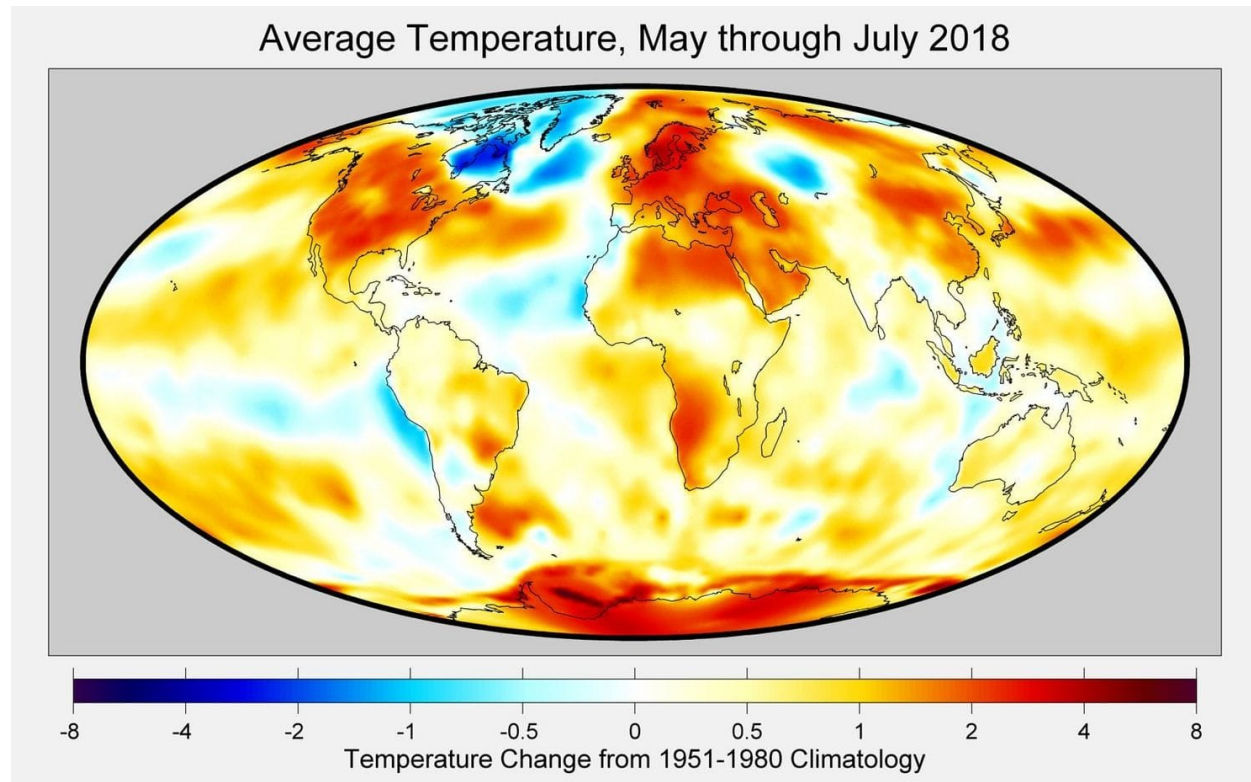 Average Temperature, May through July 2018
-8 -4 -2 -1 -0.5 0 0.5 1 2 4 8
Temperature Change from 1951-1980 Climatology